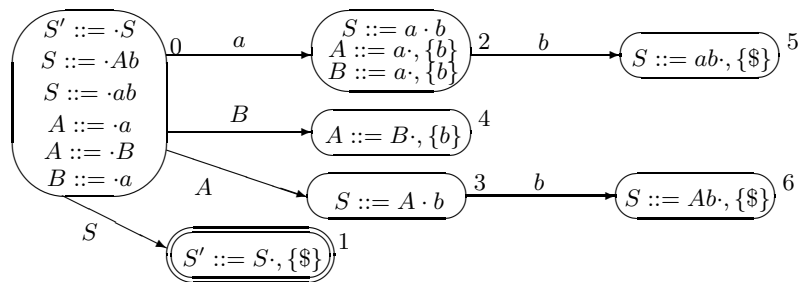 S' ::= ·S
S ::= ·Ab
S ::= ·ab
A ::= ·a
A ::= ·B
B ::= ·a
0
a
S ::= a · b
A ::= a·, {b}
B ::= a·, {b}
2
b
S ::= ab·, {$}
5
B
A ::= B·, {b}
4
A
S ::= A · b
3
b
S ::= Ab·, {$}
6
S
S' ::= S·, {$}
1